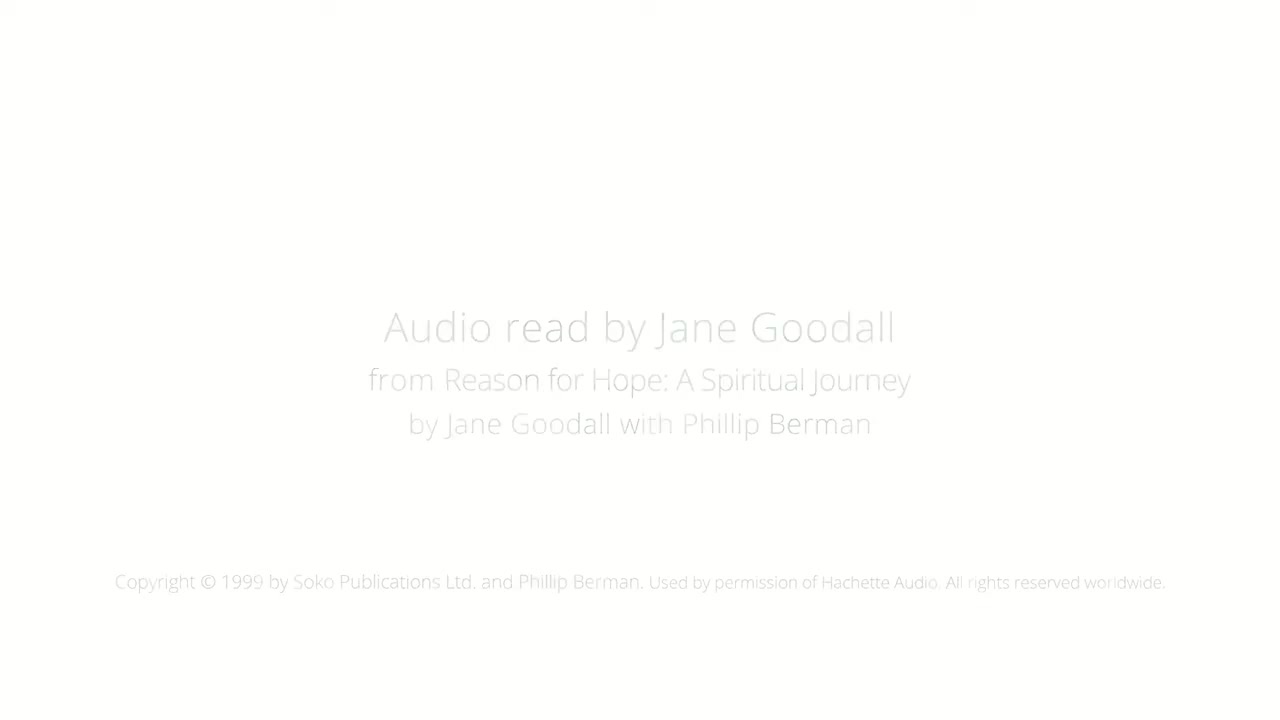 Audio read by Jane Goodall
from Reason for Hope: A Spiritual Journey
by Jane Goodall with Phillip Berman
Copyright © 1999 by Soko Publications Ltd. and Phillip Berman. Used by permission of Hachette Audio. All rights reserved worldwide.